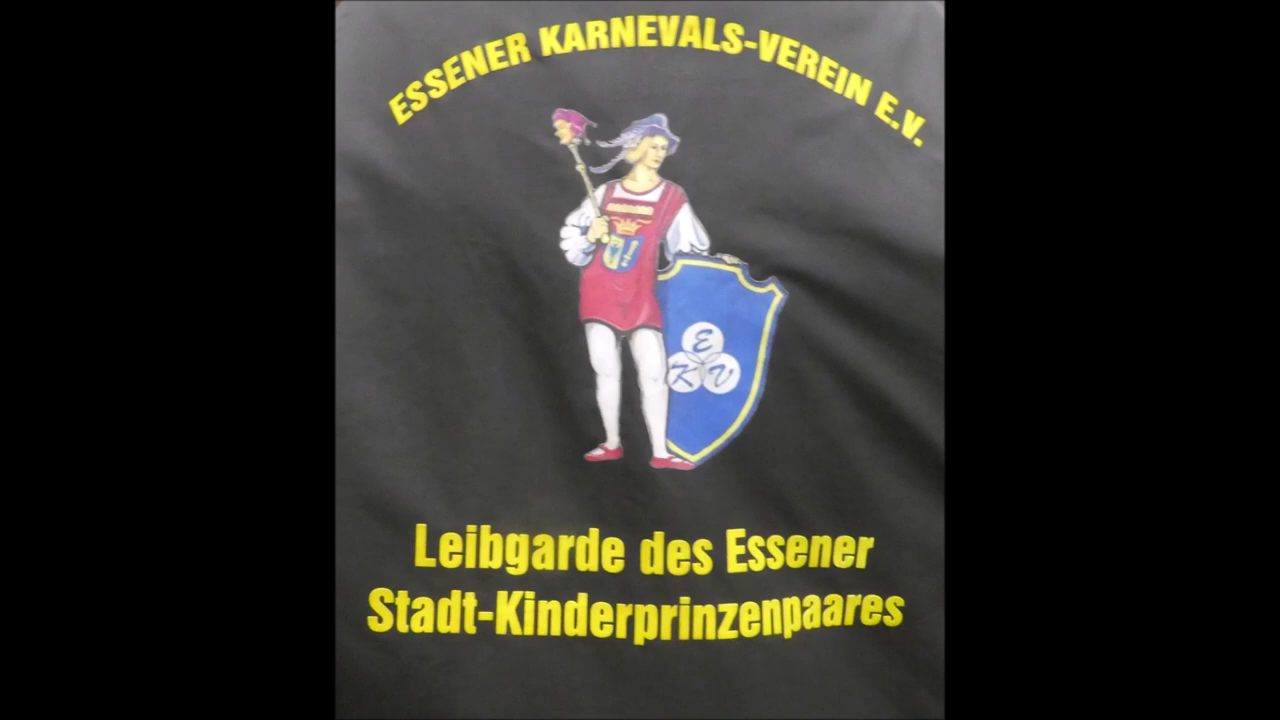 ESSENER KARNEVALS-VEREIN E.V.
E
K V
Leibgarde des Essener
Stadt-Kinderprinzenpaares